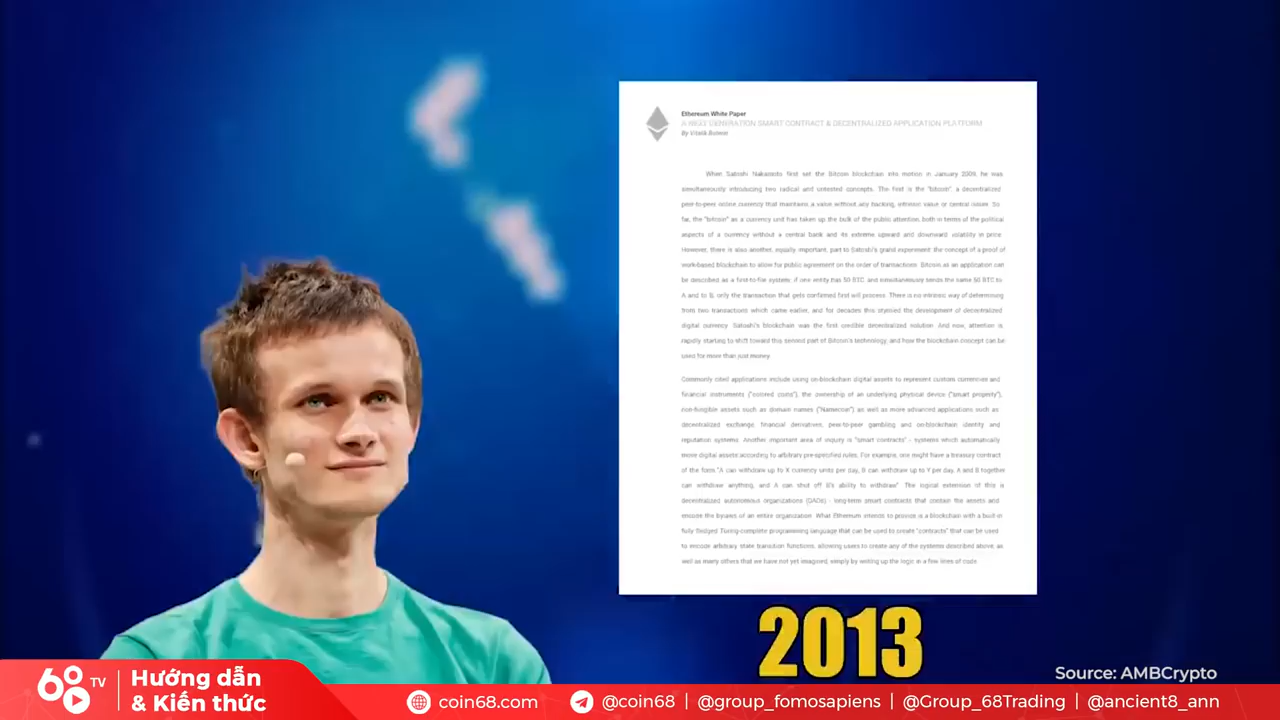 Ethereum White Paper
A NEXT GENERATION SMART CONTRACT & DECENTRALIZED APPLICATION PLATFORM
By Vitalik Buterin
When Satoshi Nakamoto first set the Bitcoin blockchain into motion in January 2009, he was
simultaneously introducing two radical and untested concepts. The first is the "bitcoin", a decentralized
peer-to-peer online currency that maintains a value without any backing, intrinsic value or central issuer. So
far, the "bitcoin" as a currency unit has taken up the bulk of the public attention, both in terms of the political
aspects of a currency without a central bank and its extreme upward and downward volatility in price.
However, there is also another, equally important, part to Satoshi's grand experiment: the concept of a proof of
work-based blockchain to allow for public agreement on the order of transactions. Bitcoin as an application can
be described as a first-to-file system: if one entity has 50 BTC, and simultaneously sends the same 50 BTC to
A and to B, only the transaction that gets confirmed first will process. There is no intrinsic way of determining
from two transactions which came earlier, and for decades this stymied the development of decentralized
digital currency. Satoshi's blockchain was the first credible decentralized solution. And now, attention is
rapidly starting to shift toward this second part of Bitcoin's technology, and how the blockchain concept can be
used for more than just money.
Commonly cited applications include using on-blockchain digital assets to represent custom currencies and
financial instruments ("colored coins"), the ownership of an underlying physical device ("smart property"),
non-fungible assets such as domain names ("Namecoin") as well as more advanced applications such as
decentralized exchange, financial derivatives, peer-to-peer gambling and on-blockchain identity and
reputation systems. Another important area of inquiry is "smart contracts" - systems which automatically
move digital assets according to arbitrary pre-specified rules. For example, one might have a treasury contract
of the form "A can withdraw up to X currency units per day, B can withdraw up to Y per day, A and B together
can withdraw anything, and A can shut off B's ability to withdraw". The logical extension of this is
decentralized autonomous organizations (DAOs) - long-term smart contracts that contain the assets and
encode the bylaws of an entire organization. What Ethereum intends to provide is a blockchain with a built-in
fully fledged Turing-complete programming language that can be used to create "contracts" that can be used
to encode arbitrary state transition functions, allowing users to create any of the systems described above, as
well as many others that we have not yet imagined, simply by writing up the logic in a few lines of code.
2013
Source: AMBCrypto
68 TV
Hướng dẫn
& Kiến thức
coin68.com
@coin68 | @group_fomosapiens | @Group_68Trading | @ancient8_ann